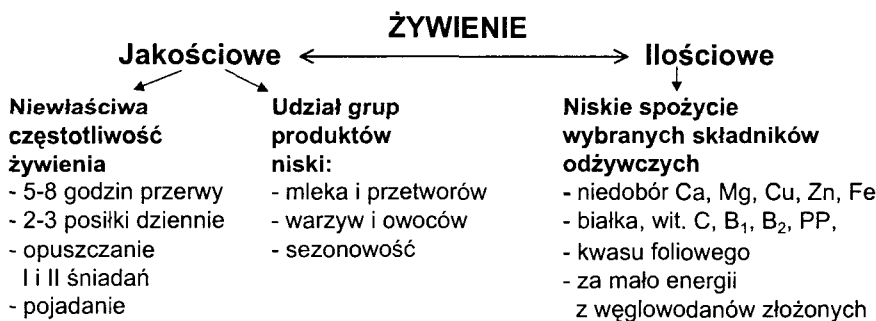 ŻYWIENIE
Jakościowe
Ilościowe
Niewłaściwa
częstotliwość
żywienia
- 5-8 godzin przerwy
- 2-3 posiłki dziennie
- opuszczanie
I i II śniadań
- pojadanie
Udział grup
produktów
niski:
- mleka i przetworów
- warzyw i owoców
- sezonowość
Niskie spożycie
wybranych składników
odżywczych
- niedobór Ca, Mg, Cu, Zn, Fe
- białka, wit. C, B₁, B₂, PP,
- kwasu foliowego
- za mało energii
z węglowodanów złożonych